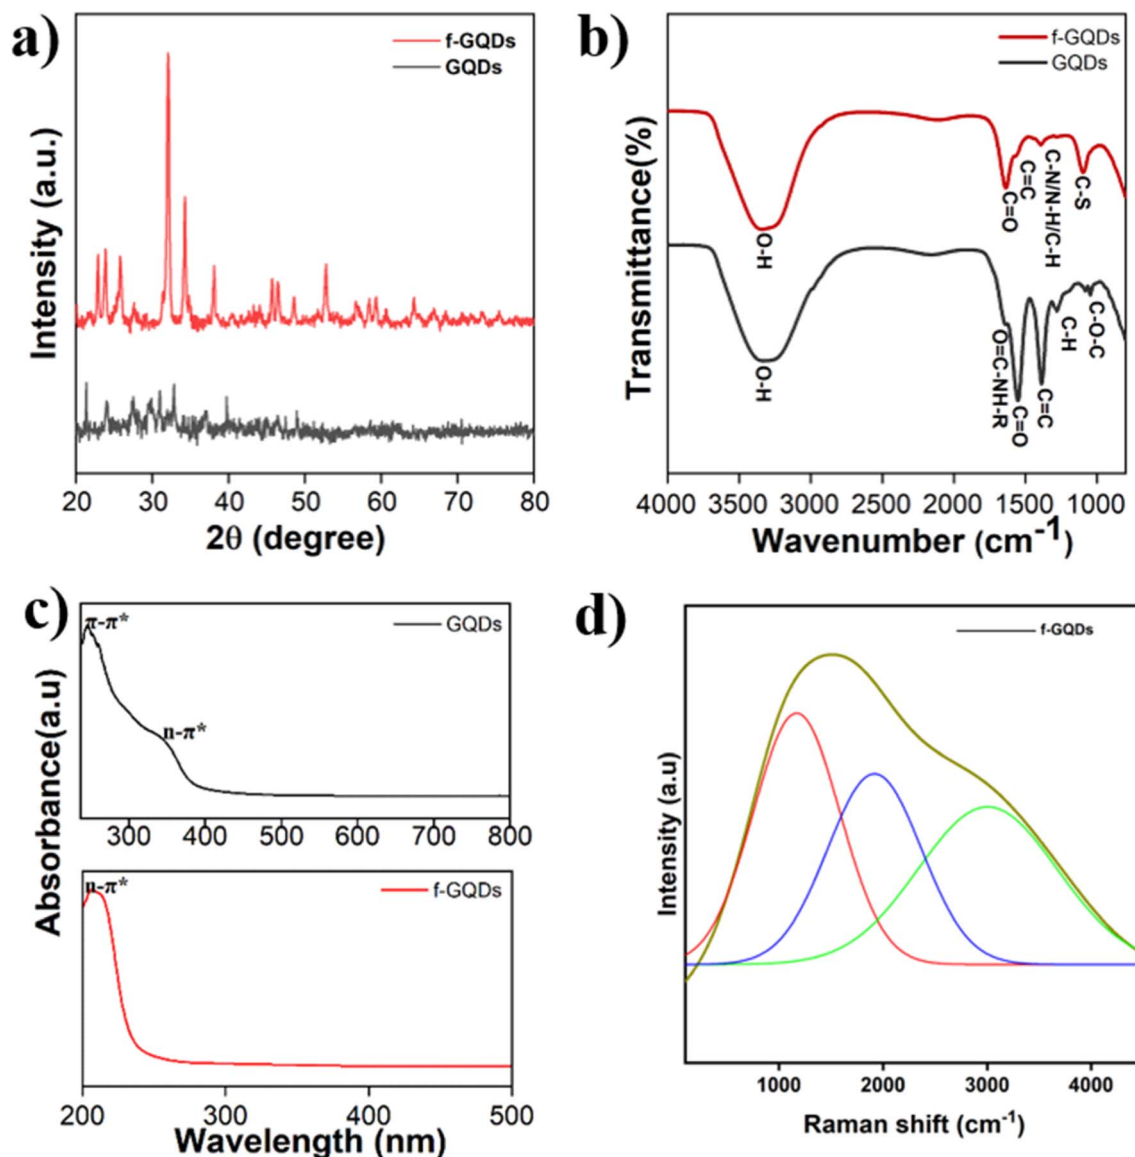 a)
f-GQDs
GQDs
Intensity (a.u.)
20 30 40 50 60 70 80
2θ (degree)
b)
f-GQDs
GQDs
Transmittance(%)
O-H
C=O
C=C
C-N/N-H/C-H
C-S
O-H
O=C-NH-R
C=O
C=C
C-H
C-O-C
4000 3500 3000 2500 2000 1500 1000
Wavenumber (cm-1)
c)
π-π*
GQDs
n-π*
300 400 500 600 700 800
Absorbance(a.u)
n-π*
f-GQDs
200 300 400 500
Wavelength (nm)
d)
f-GQDs
Intensity (a.u)
1000 2000 3000 4000
Raman shift (cm-1)